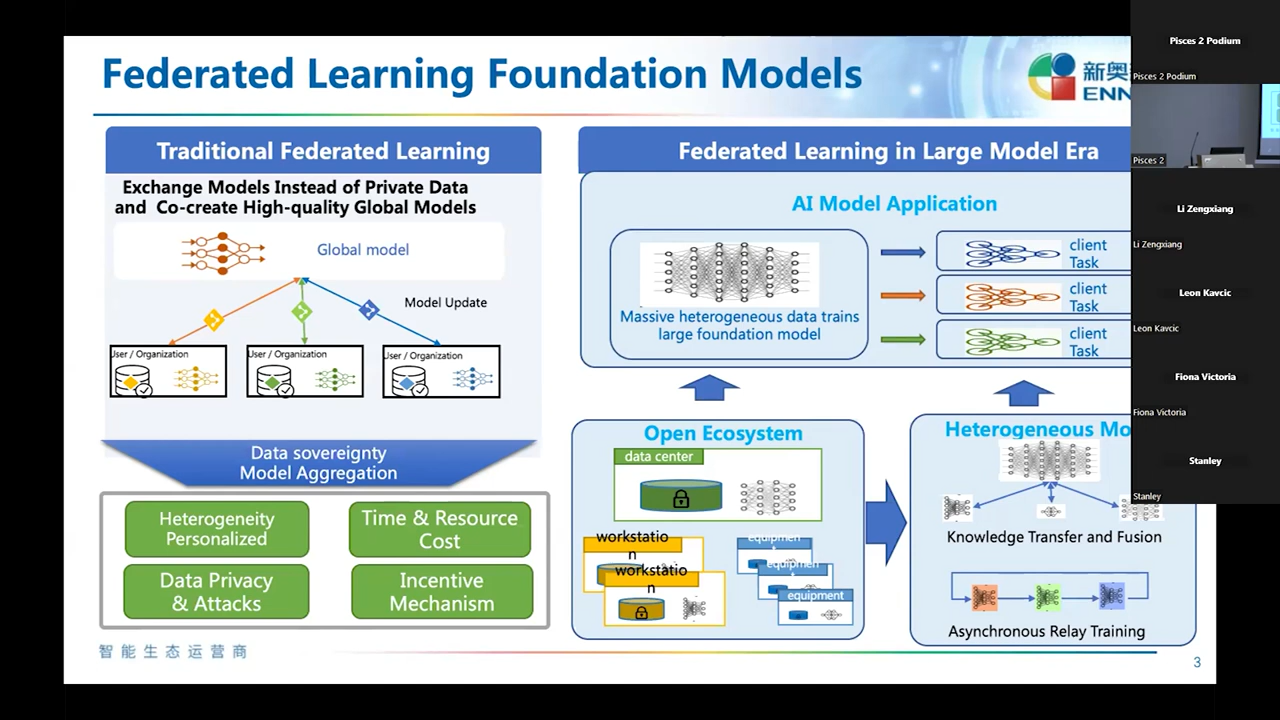 Federated Learning Foundation Models
新奥
ENN
Traditional Federated Learning
Exchange Models Instead of Private Data
and Co-create High-quality Global Models
Global model
Model Update
User / Organization
User / Organization
User / Organization
Data sovereignty
Model Aggregation
Heterogeneity
Personalized
Time & Resource
Cost
Data Privacy
& Attacks
Incentive
Mechanism
Federated Learning in Large Model Era
AI Model Application
Massive heterogeneous data trains
large foundation model
client
Task
client
Task
client
Task
Open Ecosystem
data center
workstatio
n
workstatio
n
equipmen
equipmen
equipment
Heterogeneous Mo
Knowledge Transfer and Fusion
Asynchronous Relay Training
智能生态运营商
3
Pisces 2 Podium
Pisces 2 Podium
Pisces 2
Li Zengxiang
Li Zengxiang
Leon Kavcic
Leon Kavcic
Fiona Victoria
Fiona Victoria
Stanley
Stanley